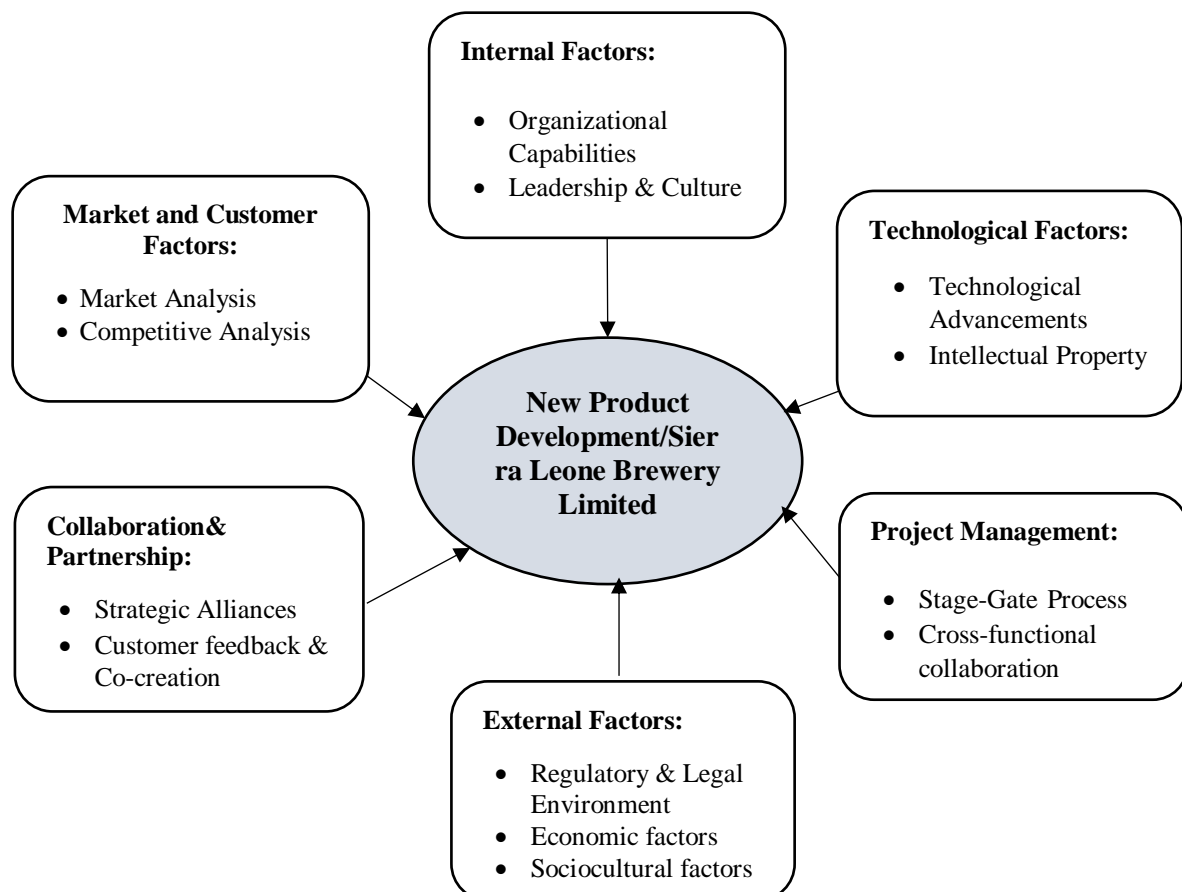 Internal Factors:
• Organizational
Capabilities
• Leadership & Culture
Market and Customer
Factors:
• Market Analysis
• Competitive Analysis
Technological Factors:
• Technological
Advancements
• Intellectual Property
New Product
Development/Sier
ra Leone Brewery
Limited
Collaboration&
Partnership:
• Strategic Alliances
• Customer feedback &
Co-creation
Project Management:
• Stage-Gate Process
• Cross-functional
collaboration
External Factors:
• Regulatory & Legal
Environment
• Economic factors
• Sociocultural factors